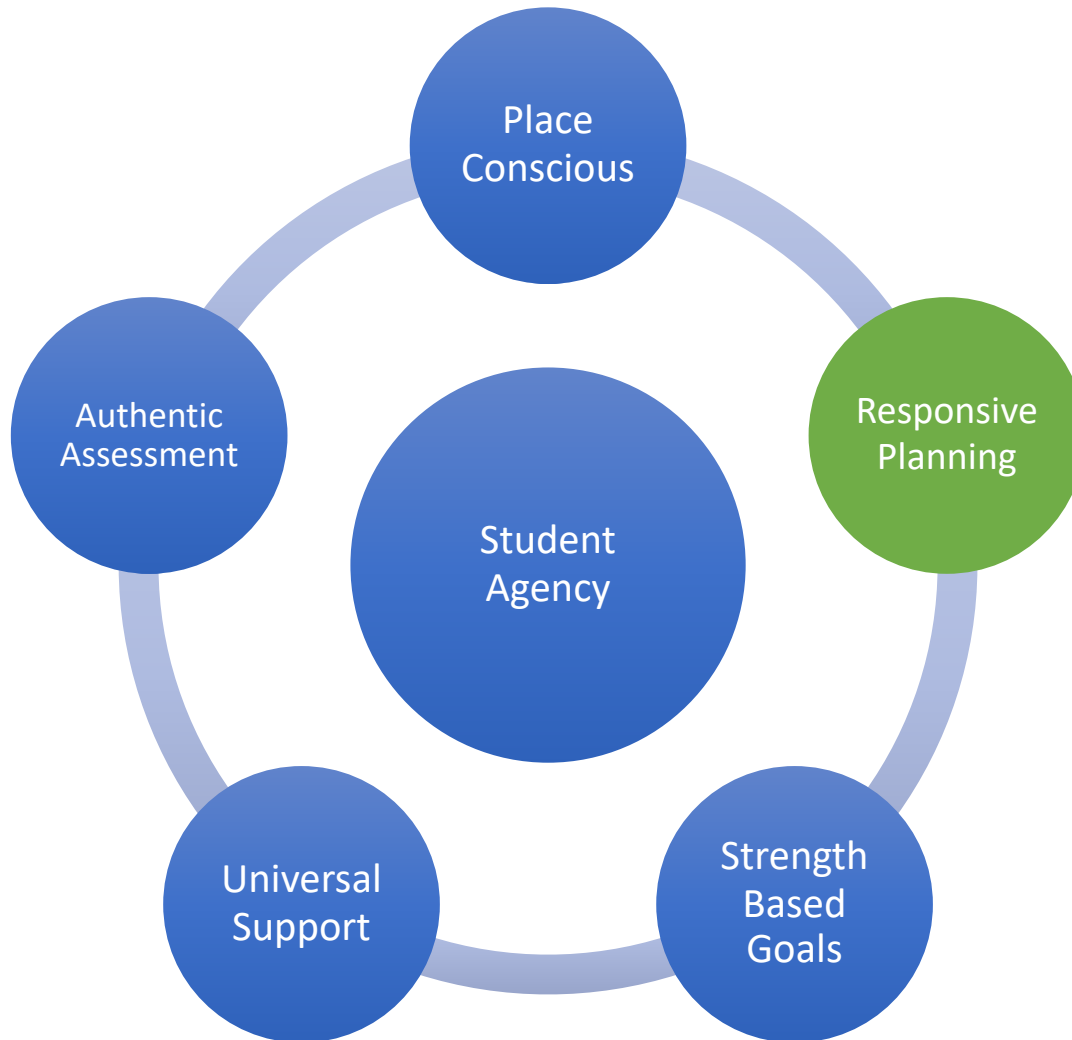 Place
Conscious
Responsive
Planning
Strength
Based
Goals
Universal
Support
Authentic
Assessment
Student
Agency